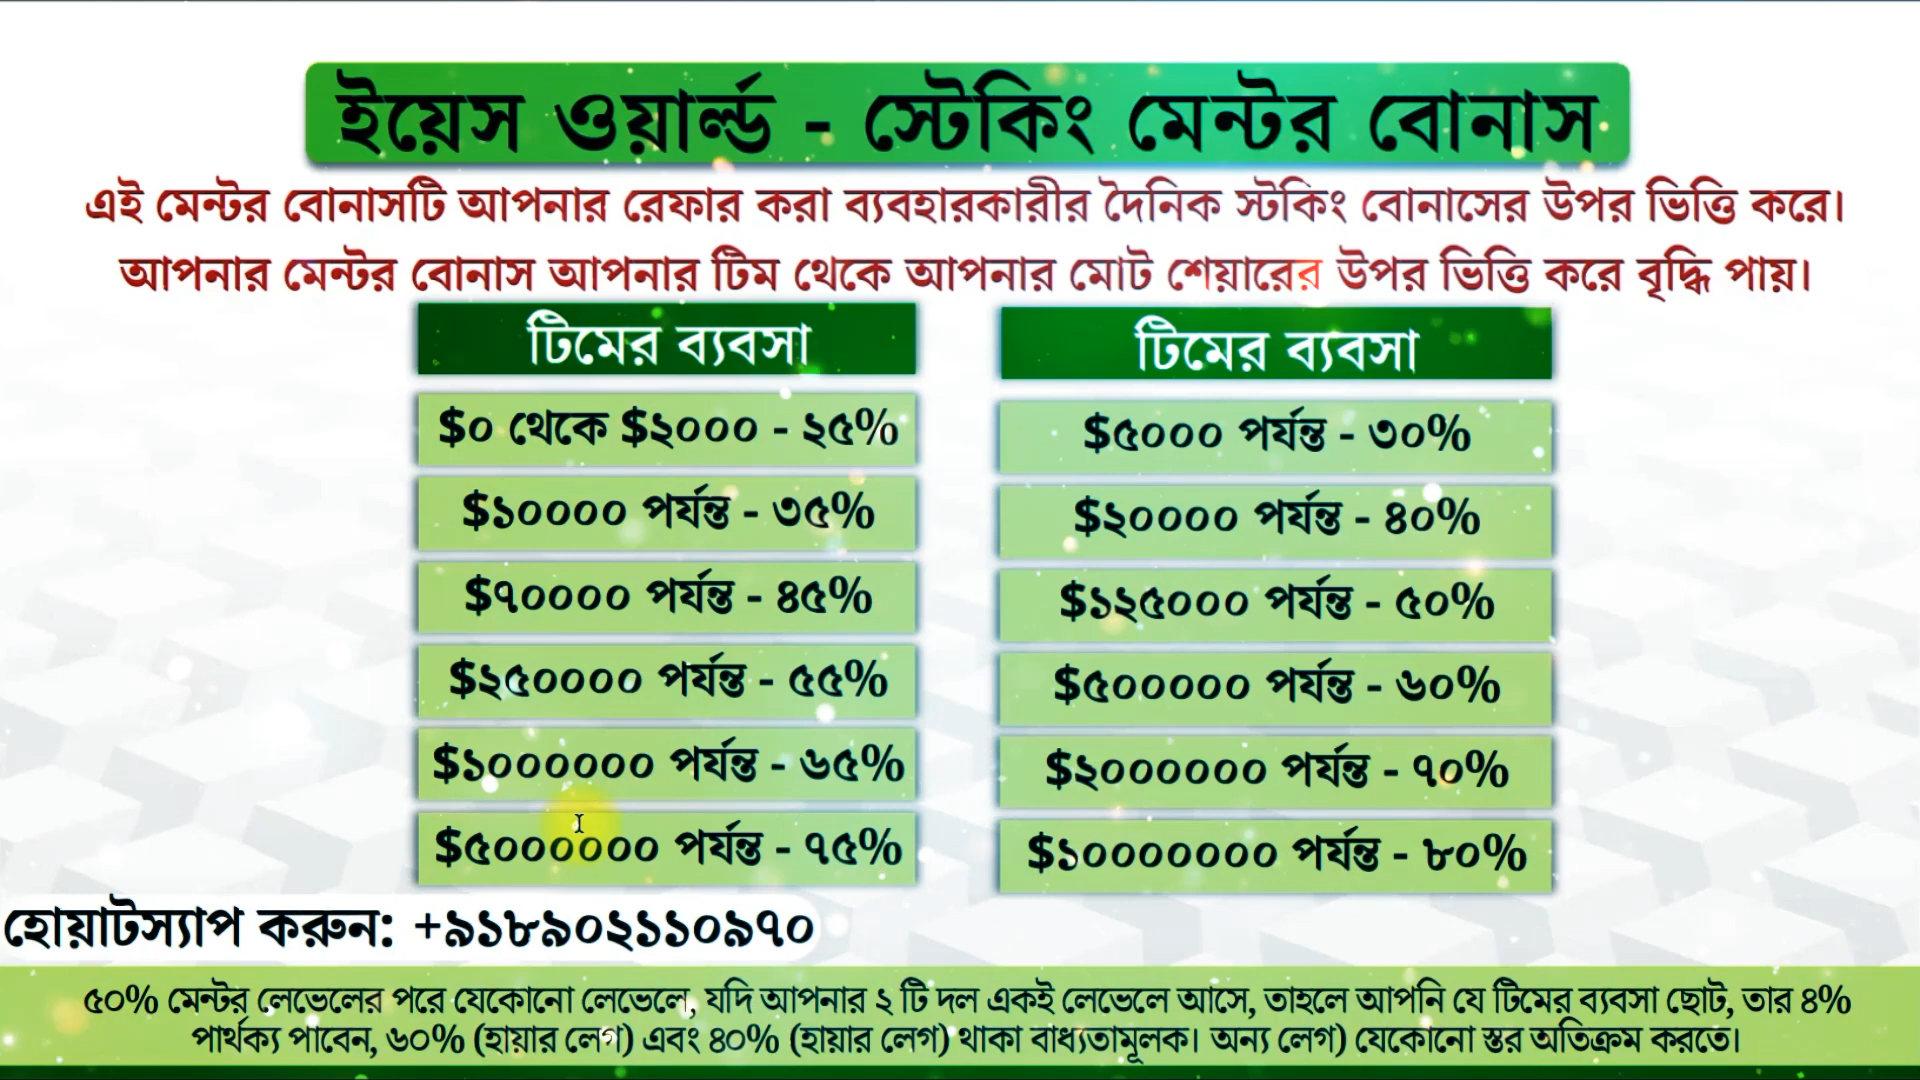 ইয়েস ওয়ার্ল্ড - স্টেকিং মেন্টর বোনাস
এই মেন্টর বোনাসটি আপনার রেফার করা ব্যবহারকারীর দৈনিক স্টকিং বোনাসের উপর ভিত্তি করে।
আপনার মেন্টর বোনাস আপনার টিম থেকে আপনার মোট শেয়ারের উপর ভিত্তি করে বৃদ্ধি পায়।
টিমের ব্যবসা
টিমের ব্যবসা
$০ থেকে $২০০০ - ২৫%
$৫০০০ পর্যন্ত - ৩০%
$১০০০০ পর্যন্ত - ৩৫%
$২০০০০ পর্যন্ত - ৪০%
$৭০০০০ পর্যন্ত - ৪৫%
$১২৫০০০ পর্যন্ত - ৫০%
$২৫০০০০ পর্যন্ত - ৫৫%
$৫০০০০০ পর্যন্ত - ৬০%
$১০০০০০০ পর্যন্ত - ৬৫%
$২০০০০০০ পর্যন্ত - ৭০%
$৫০০০০০০ পর্যন্ত - ৭৫%
$১০০০০০০০ পর্যন্ত - ৮০%
হোয়াটস্যাপ করুন: +৯১৮৯০২১১০৯৭০
৫০% মেন্টর লেভেলের পরে যেকোনো লেভেলে, যদি আপনার ২ টি দল একই লেভেলে আসে, তাহলে আপনি যে টিমের ব্যবসা ছোট, তার ৪%
পার্থক্য পাবেন, ৬০% (হায়ার লেগ) এবং ৪০% (হায়ার লেগ) থাকা বাধ্যতামূলক। অন্য লেগ) যেকোনো স্তর অতিক্রম করতে।